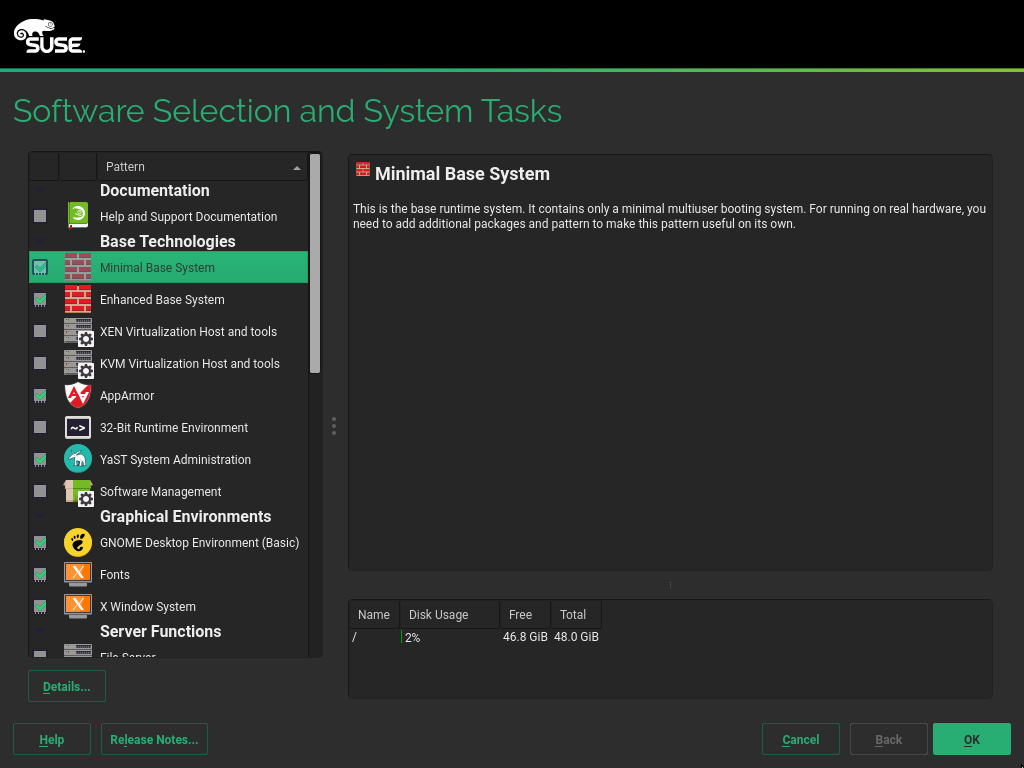 SUSE
Software Selection and System Tasks
Pattern
Documentation
Help and Support Documentation
Base Technologies
Minimal Base System
Enhanced Base System
XEN Virtualization Host and tools
KVM Virtualization Host and tools
AppArmor
32-Bit Runtime Environment
YaST System Administration
Software Management
Graphical Environments
GNOME Desktop Environment (Basic)
Fonts
X Window System
Server Functions
File Server
Details...
Minimal Base System
This is the base runtime system. It contains only a minimal multiuser booting system. For running on real hardware, you
need to add additional packages and pattern to make this pattern useful on its own.
Name Disk Usage Free Total
/ 2% 46.8 GiB 48.0 GiB
Help Release Notes... Cancel Back OK